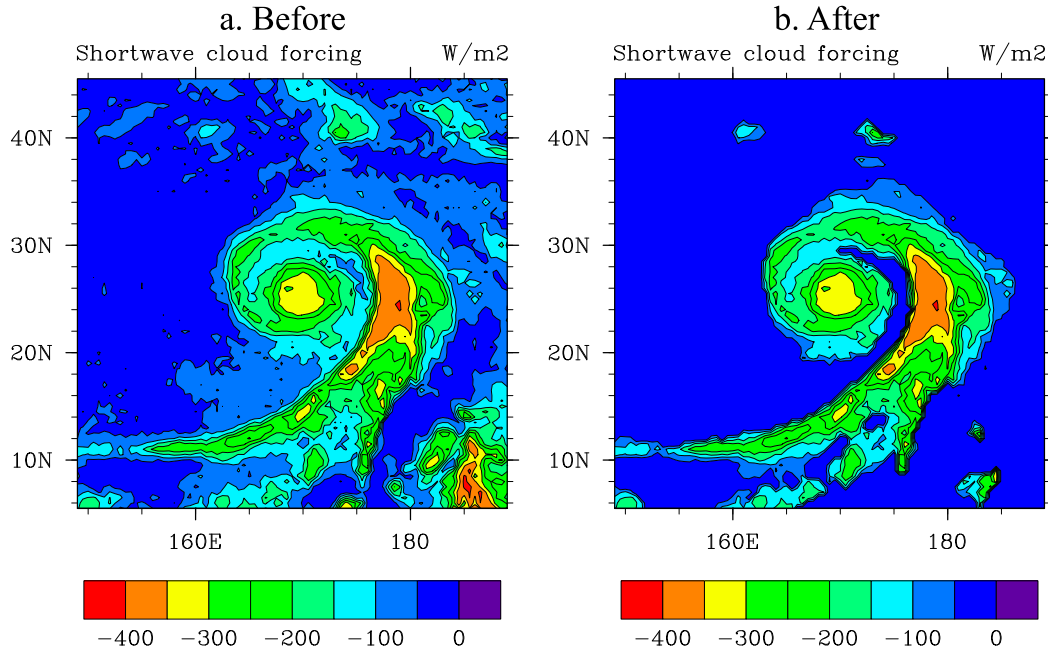 a. Before
Shortwave cloud forcing W/m2
40N
30N
20N
10N
160E 180
−400 −300 −200 −100 0
b. After
Shortwave cloud forcing W/m2
40N
30N
20N
10N
160E 180
−400 −300 −200 −100 0